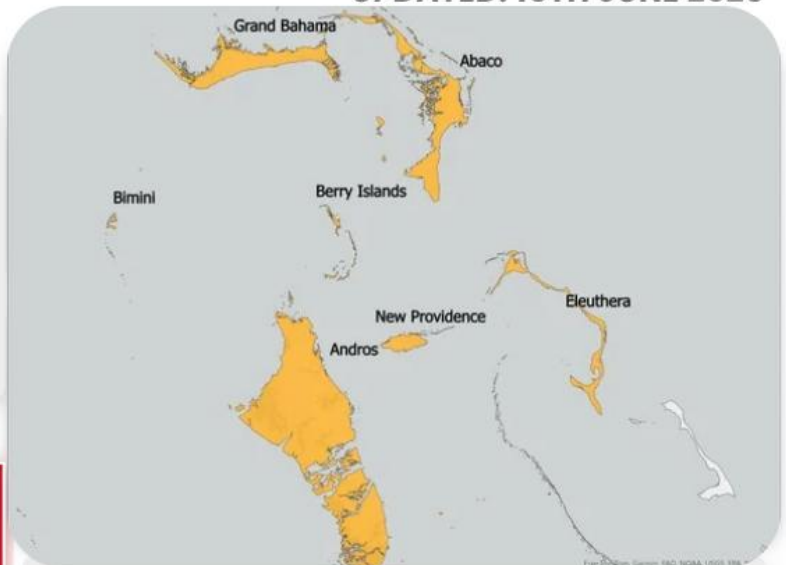 Grand Bahama
Abaco
Bimini
Berry Islands
Eleuthera
New Providence
Andros